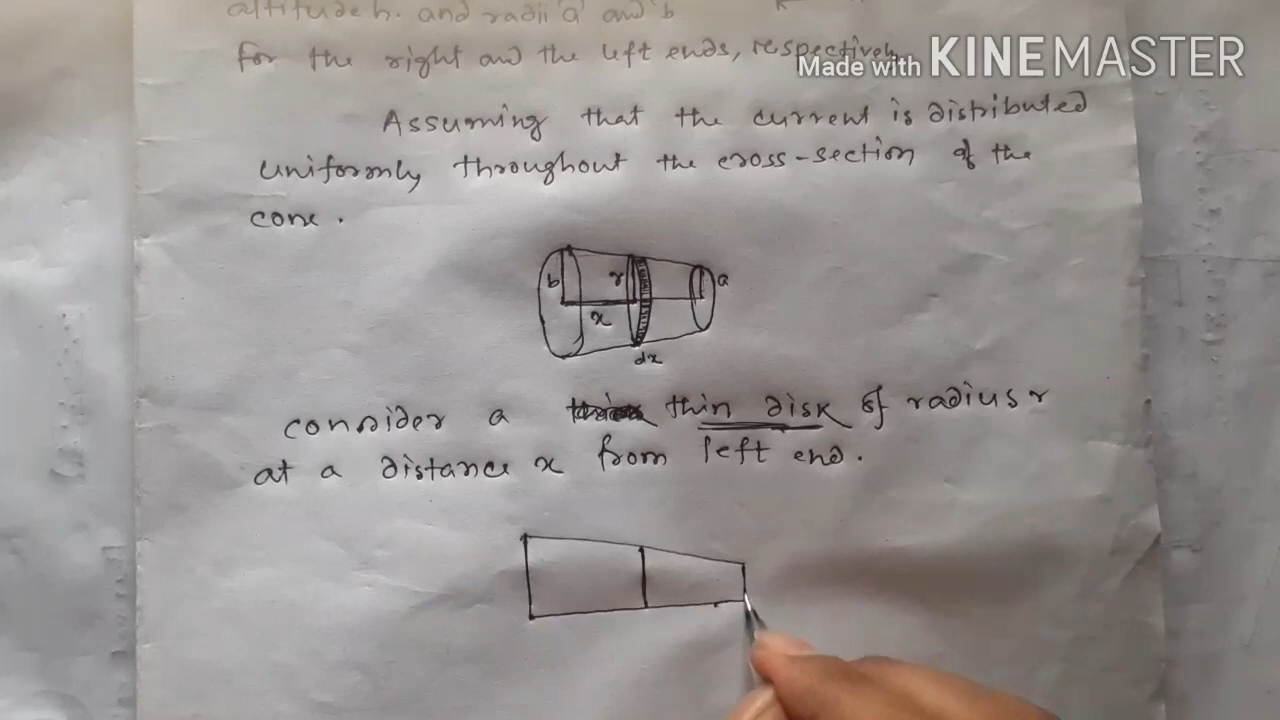 altitude h. and radii 'a' and 'b'
for the right and the left ends, respectively.
Made with KINEMASTER
Assuming that the current is distributed
uniformly throughout the cross-section of the
cone.
b r a
x
dx
consider a thin disk of radius r
at a distance x from left end.